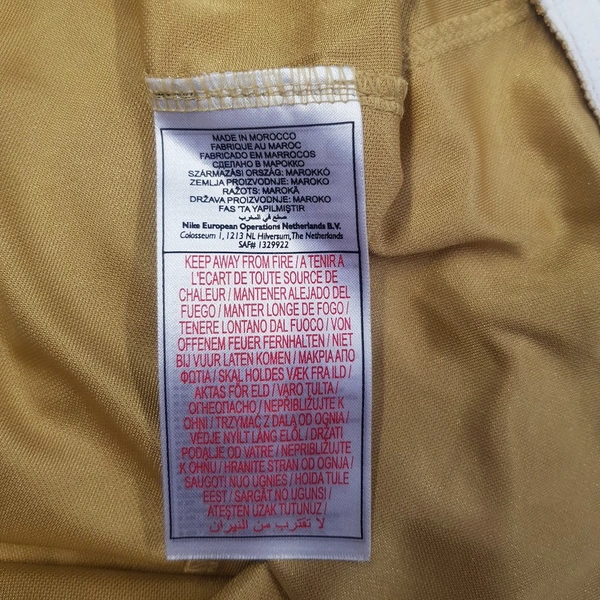 MADE IN MOROCCO
FABRIQUE AU MAROC
FABRICADO EM MARROCOS
СДЕЛАНО В МАРОККО
SZÁRMAZÁSI ORSZÁG: MAROKKÓ
ZEMLJA PROIZVODNJE: MAROKO
RAŽOTS: MAROKĀ
DRŽAVA PROIZVODNJE: MAROKO
FAS 'TA YAPILMIŞTIR
صنع في المغرب
Nike European Operations Netherlands B.V.
Colosseum 1, 1213 NL Hilversum, The Netherlands
SAF# 1329922
KEEP AWAY FROM FIRE / A TENIR A
L'ECART DE TOUTE SOURCE DE
CHALEUR / MANTENER ALEJADO DEL
FUEGO / MANTER LONGE DE FOGO /
TENERE LONTANO DAL FUOCO / VON
OFFENEM FEUER FERNHALTEN / NIET
BIJ VUUR LATEN KOMEN / ΜΑΚΡΙΑ ΑΠΟ
ΦΩΤΙΑ / SKAL HOLDES VÆK FRA ILD /
AKTAS FÖR ELD / VARO TULTA /
ОГНЕОПАСНО / NEPŘIBLIŽUJTE K
OHNI / TRZYMAĆ Z DALA OD OGNIA /
VEDJE NYÍLT LÁNG ELŐL / DRŽATI
PODALJE OD VATRE / NEPRIBLIŽUJTE
K OHŇU / HRANITE STRAN OD OGNJA /
SAUGOTI NUO UGNIES / HOIDA TULE
EEST / SARGĀT NO UGUNS /
ATEŞTEN UZAK TUTUNUZ /
لا تقترب من النيران